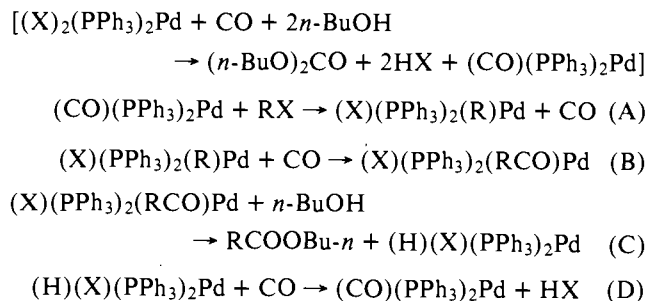 [(X)₂(PPh₃)₂Pd + CO + 2n-BuOH
→ (n-BuO)₂CO + 2HX + (CO)(PPh₃)₂Pd]
(CO)(PPh₃)₂Pd + RX → (X)(PPh₃)₂(R)Pd + CO (A)
(X)(PPh₃)₂(R)Pd + CO → (X)(PPh₃)₂(RCO)Pd (B)
(X)(PPh₃)₂(RCO)Pd + n-BuOH
→ RCOOBu-n + (H)(X)(PPh₃)₂Pd (C)
(H)(X)(PPh₃)₂Pd + CO → (CO)(PPh₃)₂Pd + HX (D)